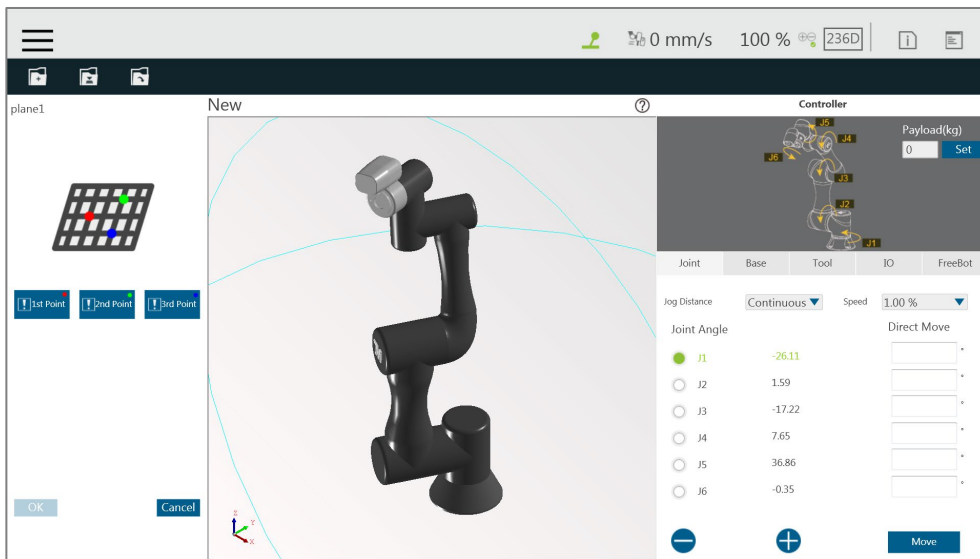 0 mm/s 100 % 236D
plane1
New
Controller
Payload(kg)
0 Set
J5
J4
J6
J3
J2
J1
Joint Base Tool IO FreeBot
1st Point 2nd Point 3rd Point
Jog Distance Continuous Speed 1.00 %
Joint Angle Direct Move
J1 -26.11 °
J2 1.59 °
J3 -17.22 °
J4 7.65 °
J5 36.86 °
J6 -0.35 °
OK Cancel
Z
Y
X
Move